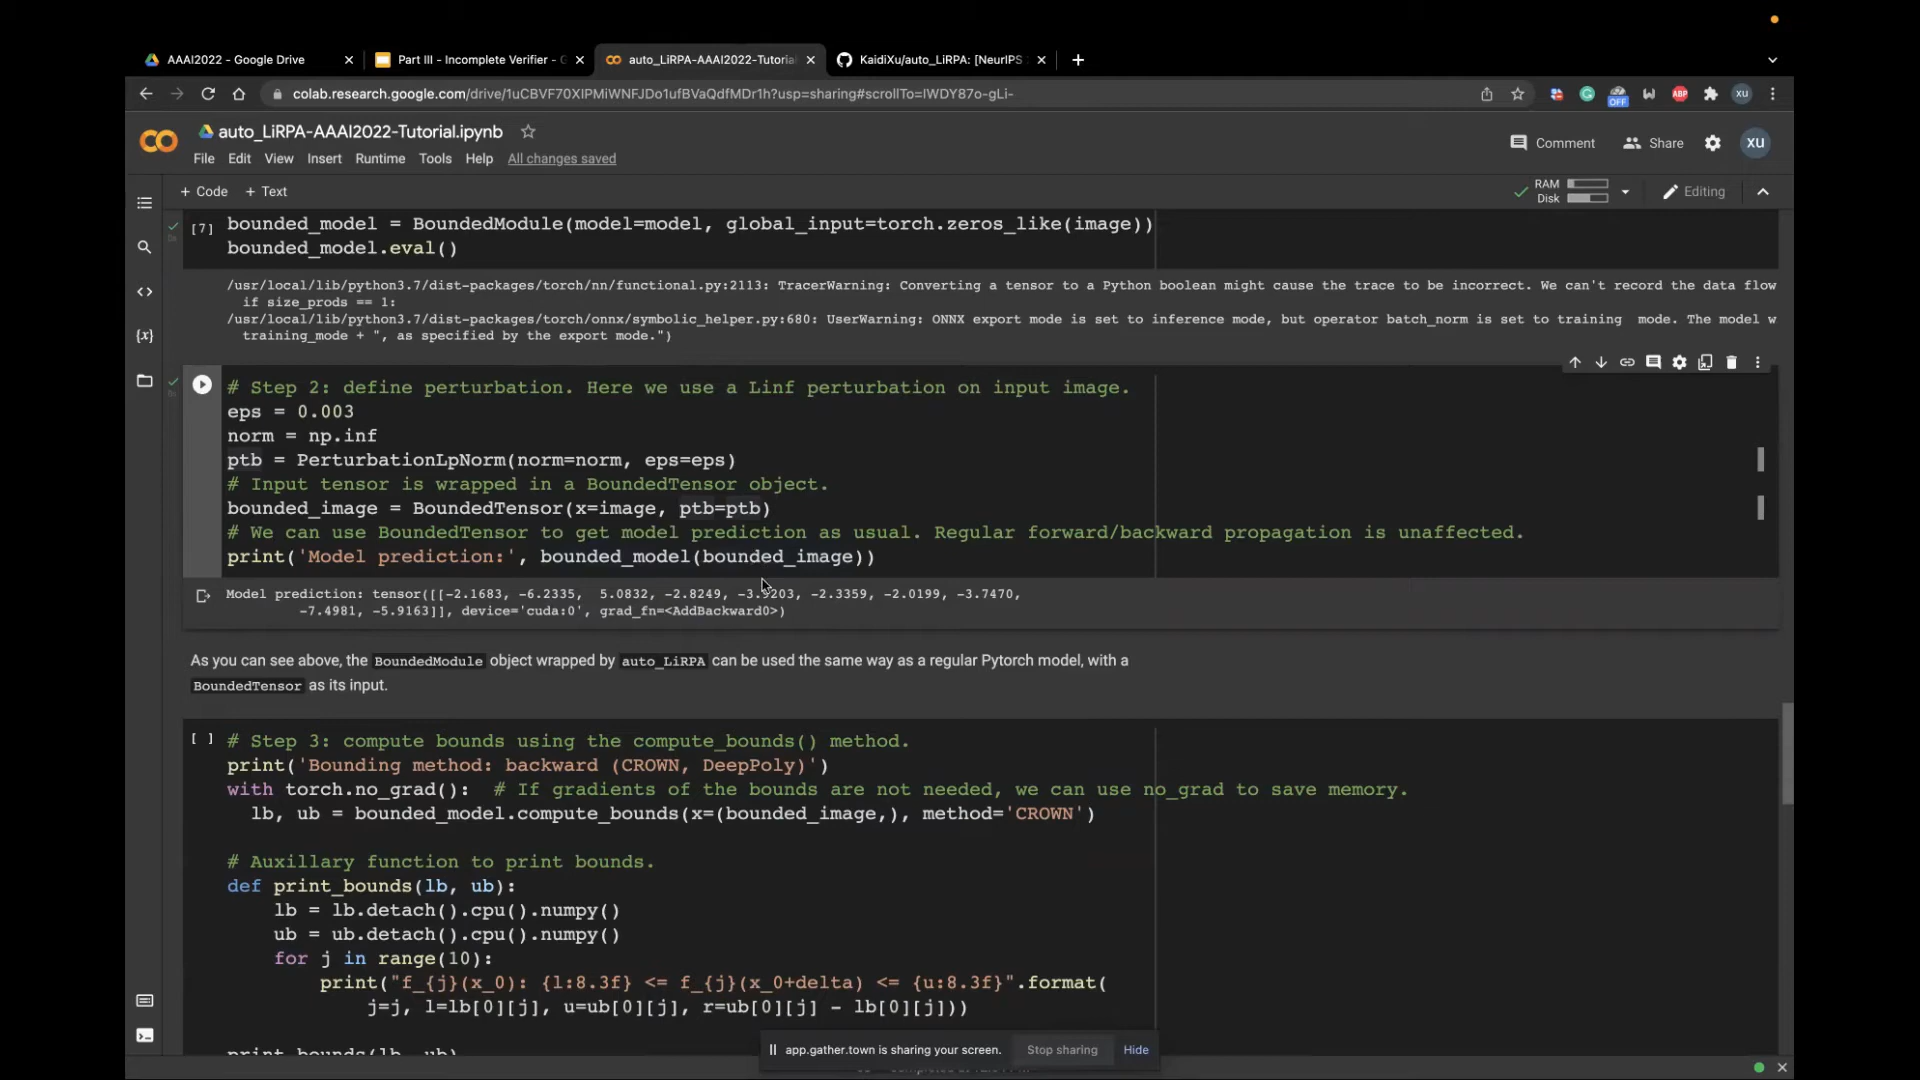 AAAI2022 - Google Drive
Part III - Incomplete Verifier - G
auto_LiRPA-AAAI2022-Tutorial
KaidiXu/auto_LiRPA: [NeurIPS
colab.research.google.com/drive/1uCBVF70XIPMiWNFJDo1ufBVaQdfMDr1h?usp=sharing#scrollTo=IWDY87o-gLi-
OFF
ABP
XU
auto_LiRPA-AAAI2022-Tutorial.ipynb
File Edit View Insert Runtime Tools Help All changes saved
Comment Share XU
+ Code + Text
RAM
Disk
Editing
[7] bounded_model = BoundedModule(model=model, global_input=torch.zeros_like(image))
bounded_model.eval()
/usr/local/lib/python3.7/dist-packages/torch/nn/functional.py:2113: TracerWarning: Converting a tensor to a Python boolean might cause the trace to be incorrect. We can't record the data flow
if size_prods == 1:
/usr/local/lib/python3.7/dist-packages/torch/onnx/symbolic_helper.py:680: UserWarning: ONNX export mode is set to inference mode, but operator batch_norm is set to training  mode. The model w
training_mode + ", as specified by the export mode.")
# Step 2: define perturbation. Here we use a Linf perturbation on input image.
eps = 0.003
norm = np.inf
ptb = PerturbationLpNorm(norm=norm, eps=eps)
# Input tensor is wrapped in a BoundedTensor object.
bounded_image = BoundedTensor(x=image, ptb=ptb)
# We can use BoundedTensor to get model prediction as usual. Regular forward/backward propagation is unaffected.
print('Model prediction:', bounded_model(bounded_image))
Model prediction: tensor([[-2.1683, -6.2335,  5.0832, -2.8249, -2.3359, -2.0199, -3.7470,
-7.4981, -5.9163]], device='cuda:0', grad_fn=<AddBackward0>)
As you can see above, the BoundedModule object wrapped by auto_LiRPA can be used the same way as a regular Pytorch model, with a
BoundedTensor as its input.
[ ] # Step 3: compute bounds using the compute_bounds() method.
print('Bounding method: backward (CROWN, DeepPoly)')
with torch.no_grad():  # If gradients of the bounds are not needed, we can use no_grad to save memory.
lb, ub = bounded_model.compute_bounds(x=(bounded_image,), method='CROWN')
# Auxillary function to print bounds.
def print_bounds(lb, ub):
lb = lb.detach().cpu().numpy()
ub = ub.detach().cpu().numpy()
for j in range(10):
print("f_{j}(x_0): {l:8.3f} <= f_{j}(x_0+delta) <= {u:8.3f}".format(
j=j, l=lb[0][j], u=ub[0][j], r=ub[0][j] - lb[0][j]))
print_bounds(lb, ub)
app.gather.town is sharing your screen. Stop sharing Hide